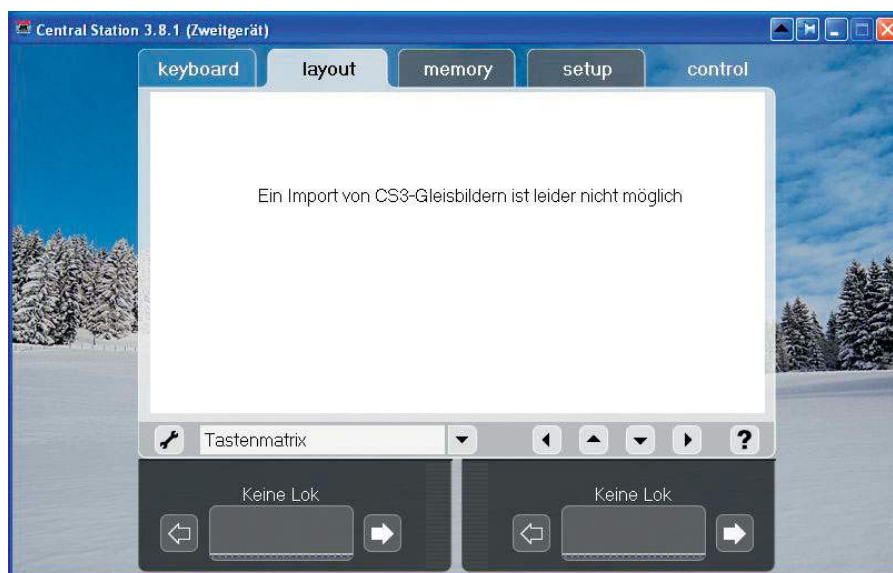 Central Station 3.8.1 (Zweitgerät)
keyboard layout memory setup control
Ein Import von CS3-Gleisbildern ist leider nicht möglich
Tastenmatrix ?
Keine Lok Keine Lok